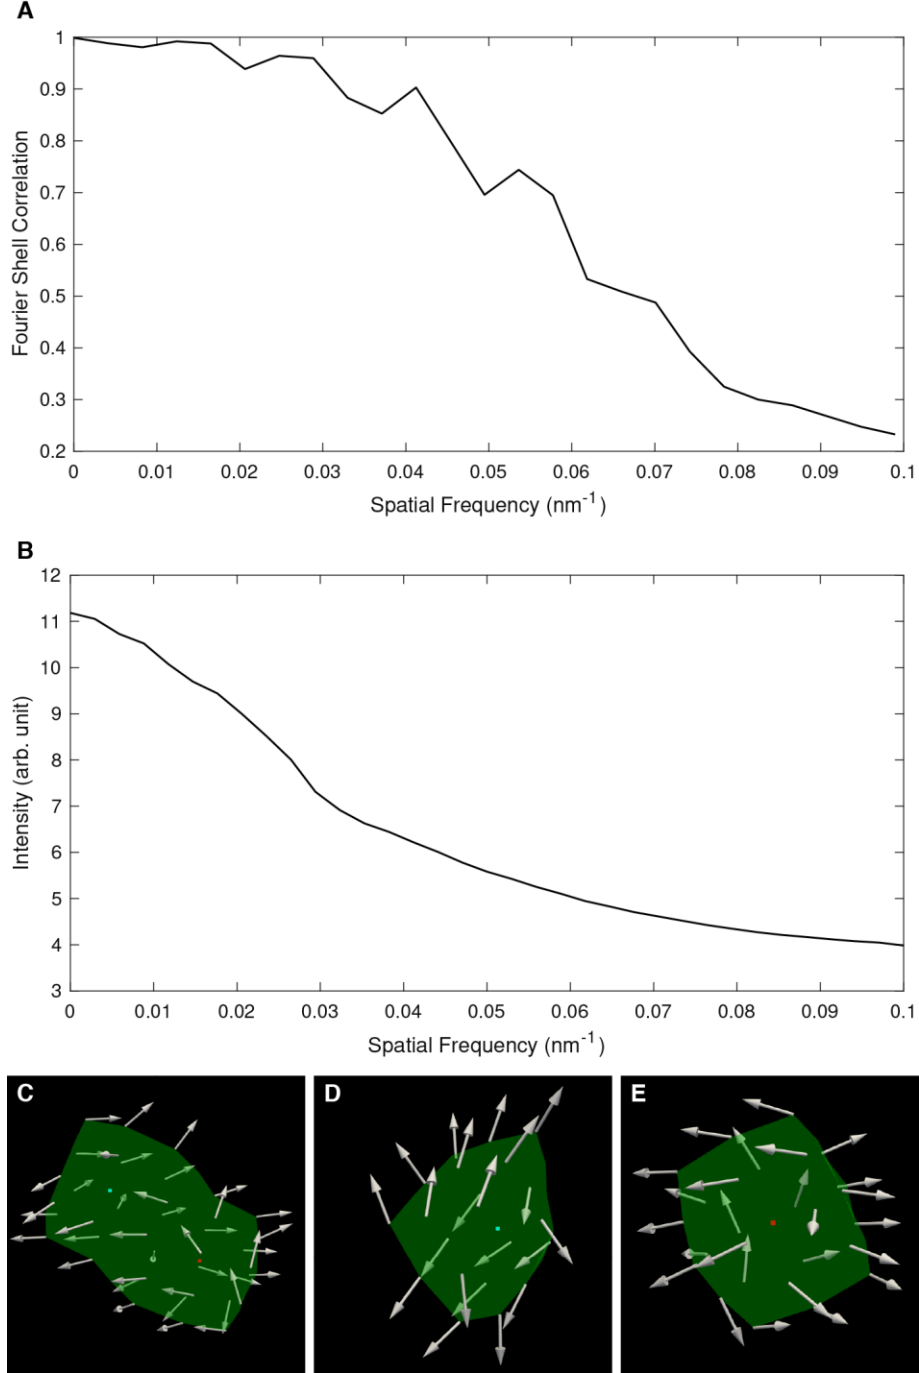 A
1
0.9
0.8
0.7
0.6
0.5
0.4
0.3
0.2
Fourier Shell Correlation
0 0.01 0.02 0.03 0.04 0.05 0.06 0.07 0.08 0.09 0.1
Spatial Frequency (nm⁻¹)
B
12
11
10
9
8
7
6
5
4
3
Intensity (arb. unit)
0 0.01 0.02 0.03 0.04 0.05 0.06 0.07 0.08 0.09 0.1
Spatial Frequency (nm⁻¹)
C D E